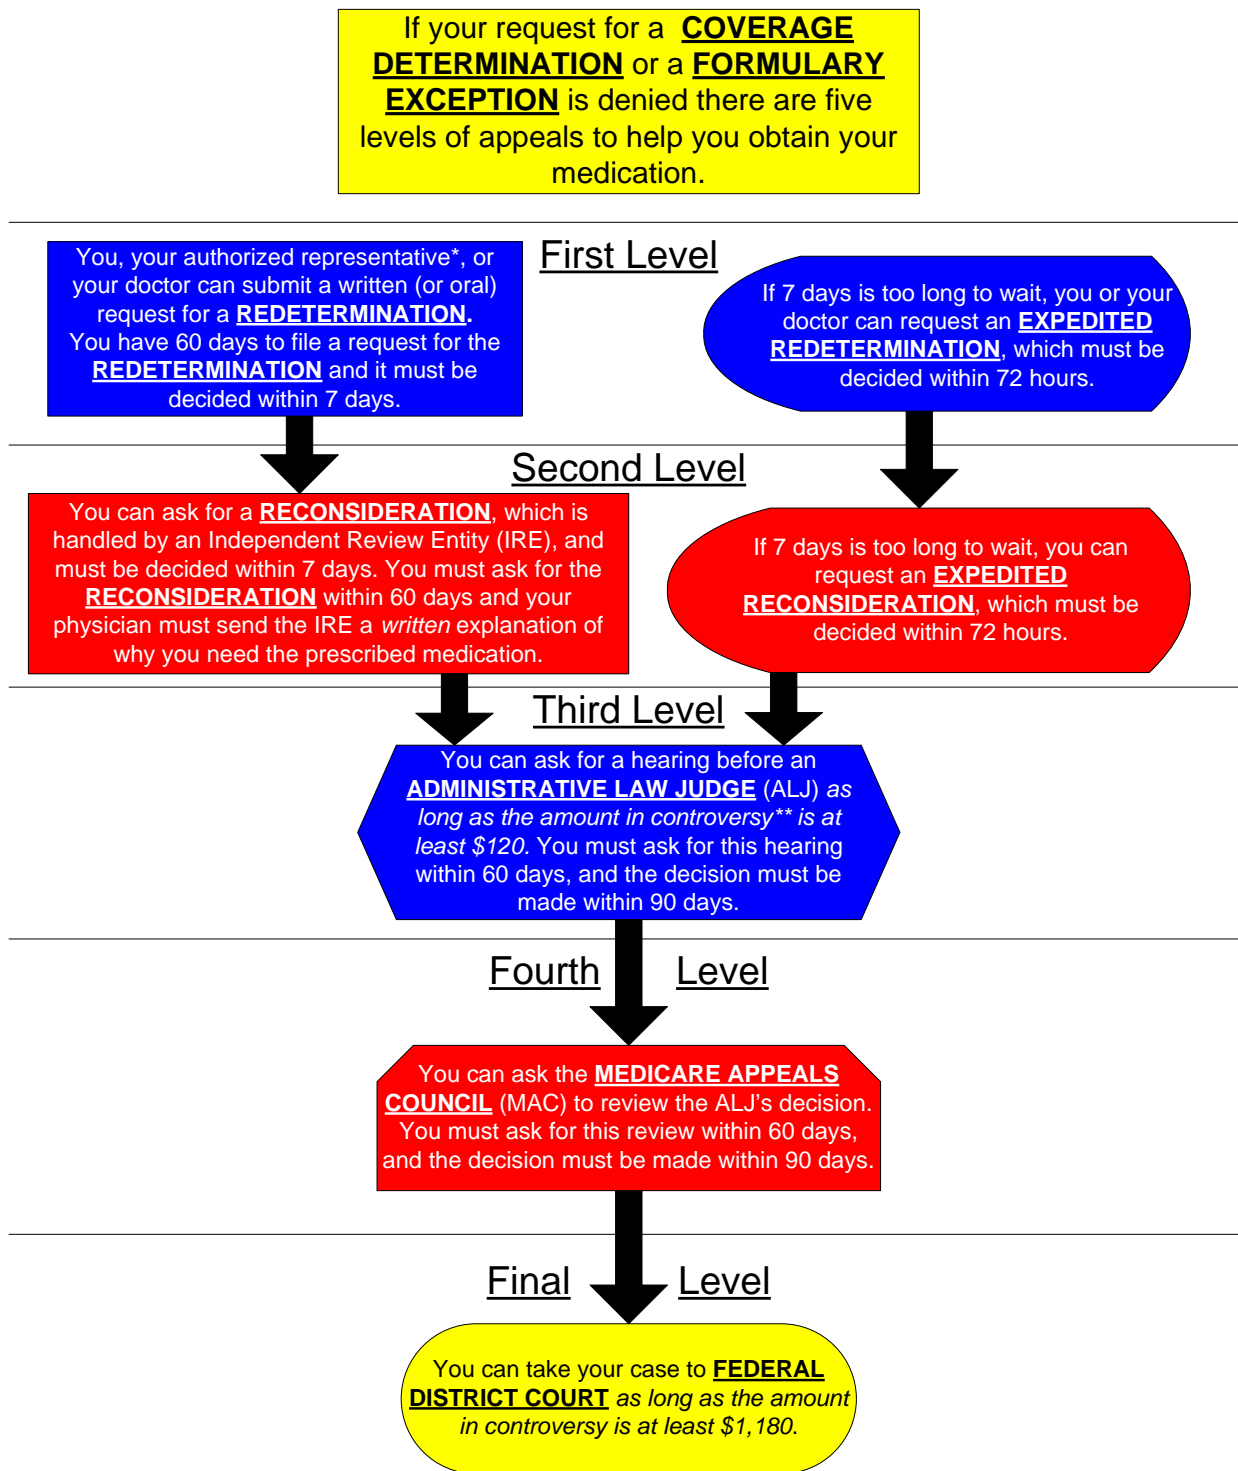 If your request for a COVERAGE
DETERMINATION or a FORMULARY
EXCEPTION is denied there are five
levels of appeals to help you obtain your
medication.
First Level
You, your authorized representative*, or
your doctor can submit a written (or oral)
request for a REDETERMINATION.
You have 60 days to file a request for the
REDETERMINATION and it must be
decided within 7 days.
If 7 days is too long to wait, you or your
doctor can request an EXPEDITED
REDETERMINATION, which must be
decided within 72 hours.
Second Level
You can ask for a RECONSIDERATION, which is
handled by an Independent Review Entity (IRE), and
must be decided within 7 days. You must ask for the
RECONSIDERATION within 60 days and your
physician must send the IRE a written explanation of
why you need the prescribed medication.
If 7 days is too long to wait, you can
request an EXPEDITED
RECONSIDERATION, which must be
decided within 72 hours.
Third Level
You can ask for a hearing before an
ADMINISTRATIVE LAW JUDGE (ALJ) as
long as the amount in controversy** is at
least $120. You must ask for this hearing
within 60 days, and the decision must be
made within 90 days.
Fourth Level
You can ask the MEDICARE APPEALS
COUNCIL (MAC) to review the ALJ’s decision.
You must ask for this review within 60 days,
and the decision must be made within 90 days.
Final Level
You can take your case to FEDERAL
DISTRICT COURT as long as the amount
in controversy is at least $1,180.